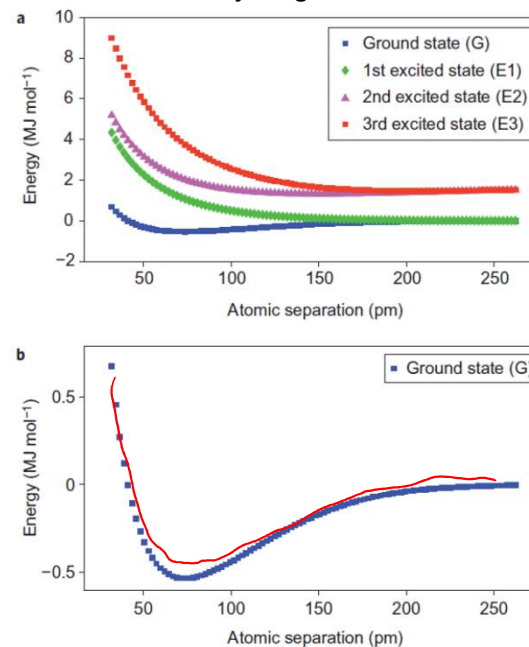 a
10
8
6
4
2
0
−2
Energy (MJ mol−1)
Ground state (G)
1st excited state (E1)
2nd excited state (E2)
3rd excited state (E3)
50
100
150
200
250
Atomic separation (pm)
b
0.5
0
−0.5
Energy (MJ mol−1)
Ground state (G)
50
100
150
200
250
Atomic separation (pm)